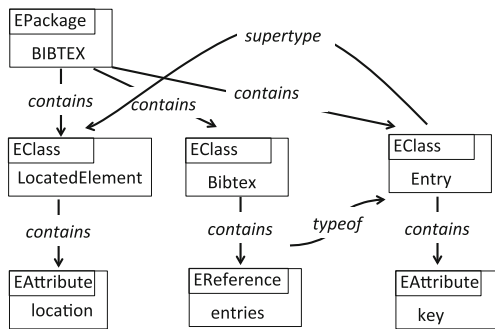 EPackage
BIBTEX
supertype
contains
contains
contains
EClass
LocatedElement
EClass
Bibtex
EClass
Entry
contains
contains
typeof
contains
EAttribute
location
EReference
entries
EAttribute
key